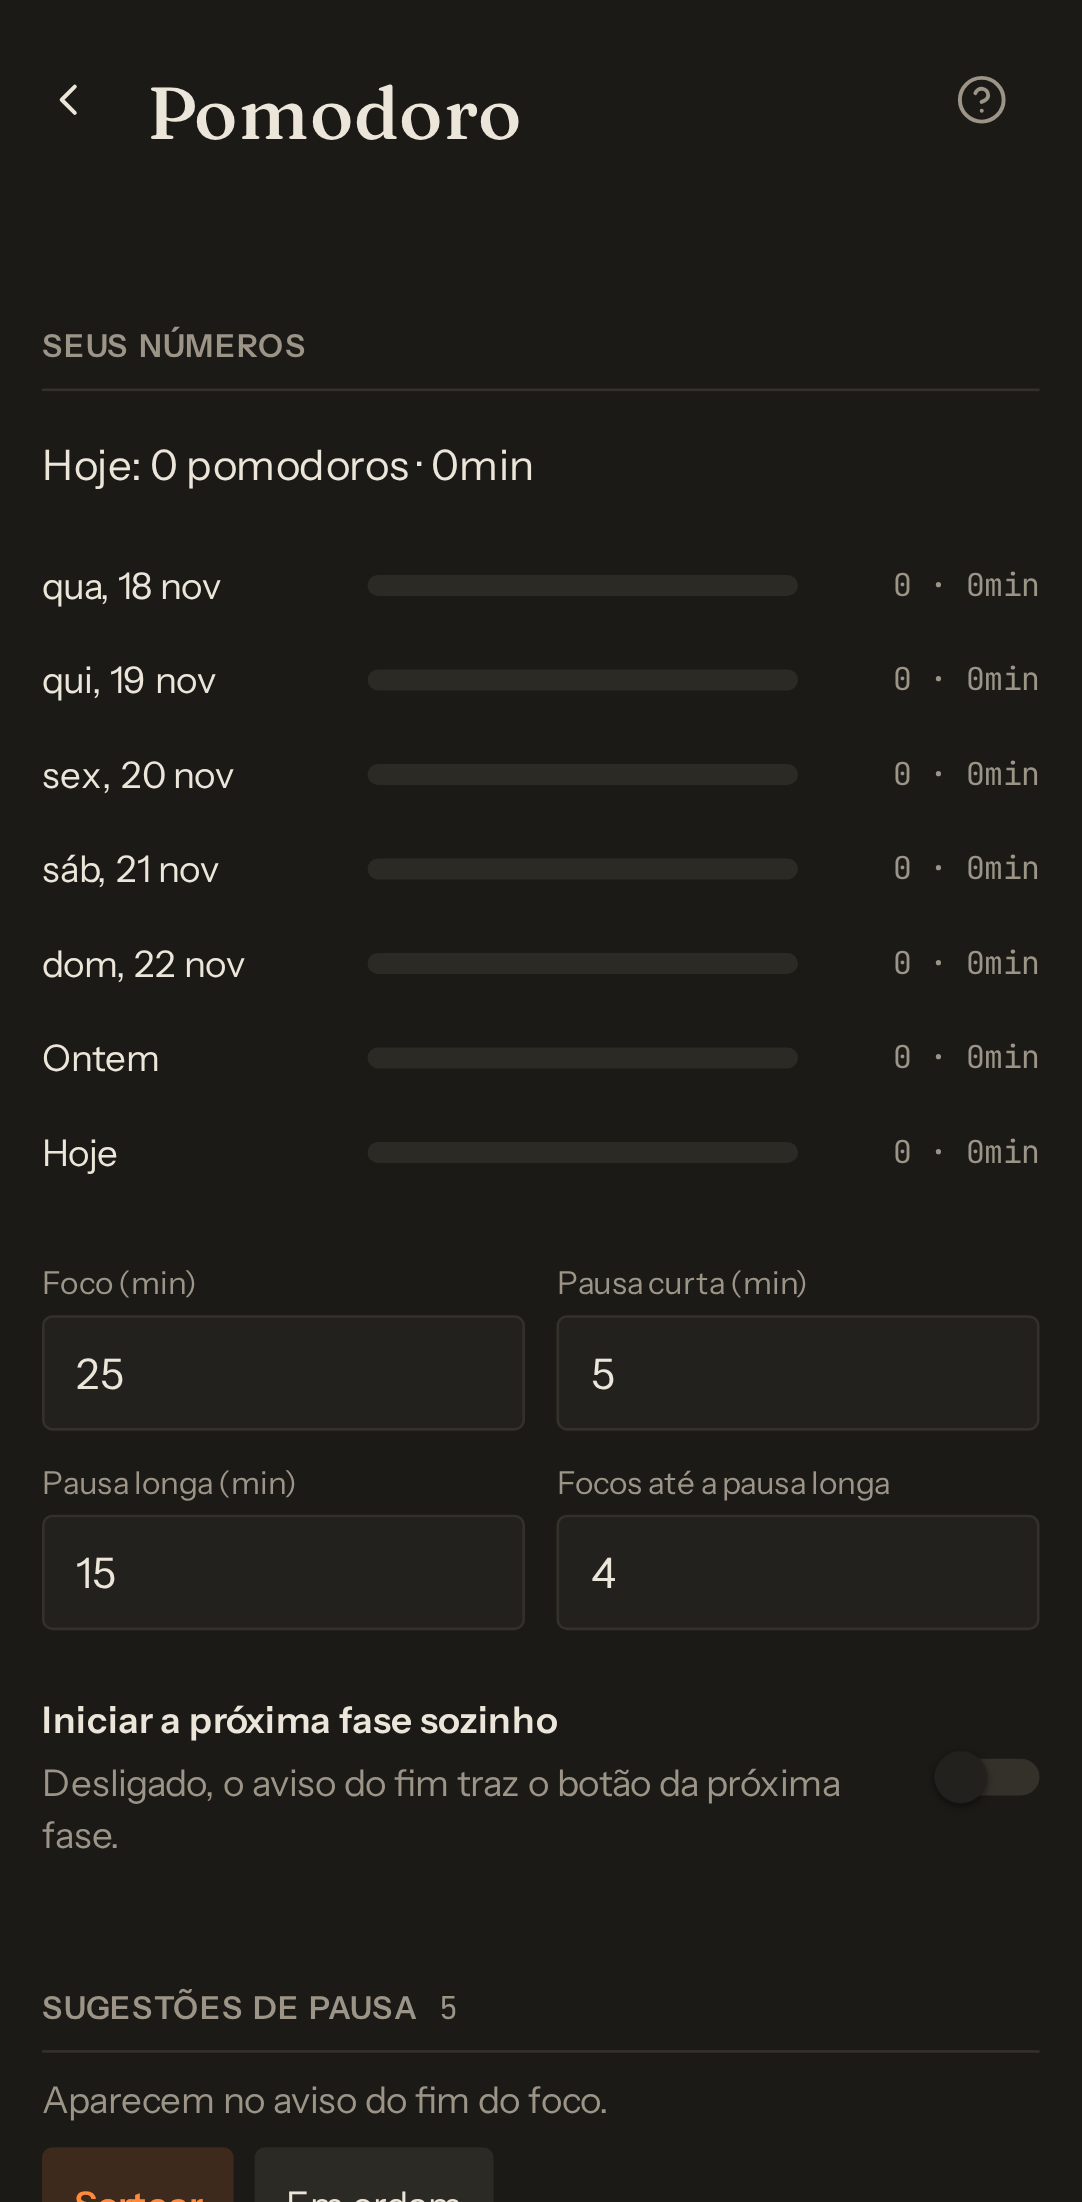 Pomodoro
SEUS NÚMEROS
Hoje: 0 pomodoros · 0min
qua, 18 nov 0 · 0min
qui, 19 nov 0 · 0min
sex, 20 nov 0 · 0min
sáb, 21 nov 0 · 0min
dom, 22 nov 0 · 0min
Ontem 0 · 0min
Hoje 0 · 0min
Foco (min) Pausa curta (min)
25 5
Pausa longa (min) Focos até a pausa longa
15 4
Iniciar a próxima fase sozinho
Desligado, o aviso do fim traz o botão da próxima
fase.
SUGESTÕES DE PAUSA 5
Aparecem no aviso do fim do foco.
Sortear Em ordem